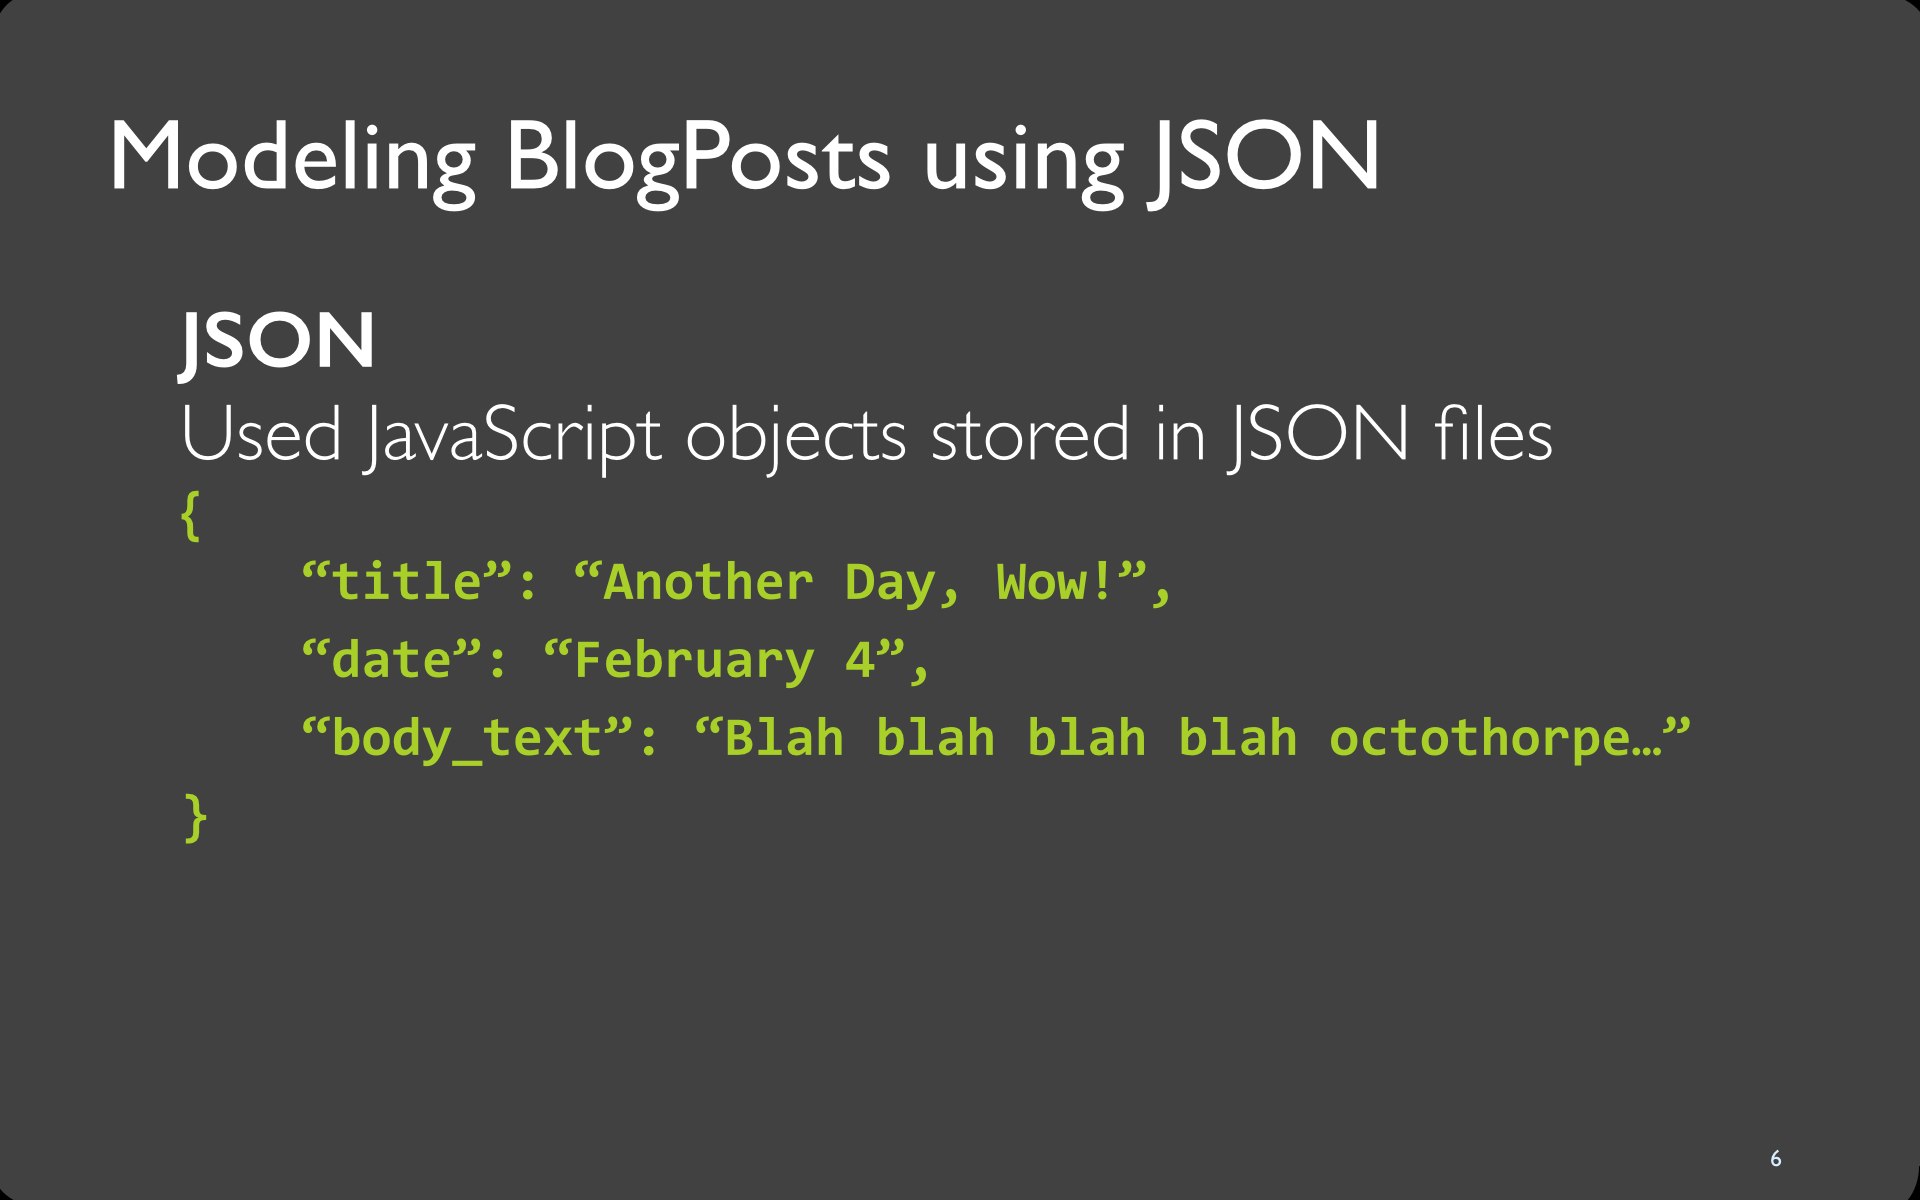 Modeling BlogPosts using JSON
JSON
Used JavaScript objects stored in JSON files
{
“title”: “Another Day, Wow!”,
“date”: “February 4”,
“body_text”: “Blah blah blah blah octothorpe…”
}
6